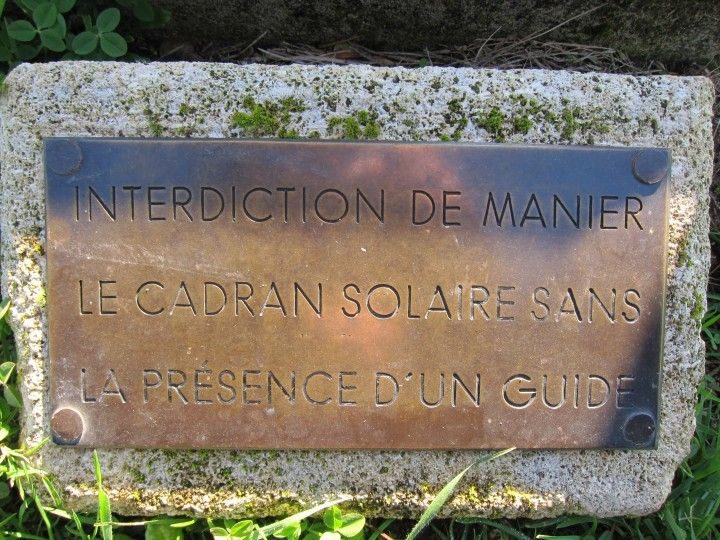 INTERDICTION DE MANIER
LE CADRAN SOLAIRE SANS
LA PRÉSENCE D'UN GUIDE